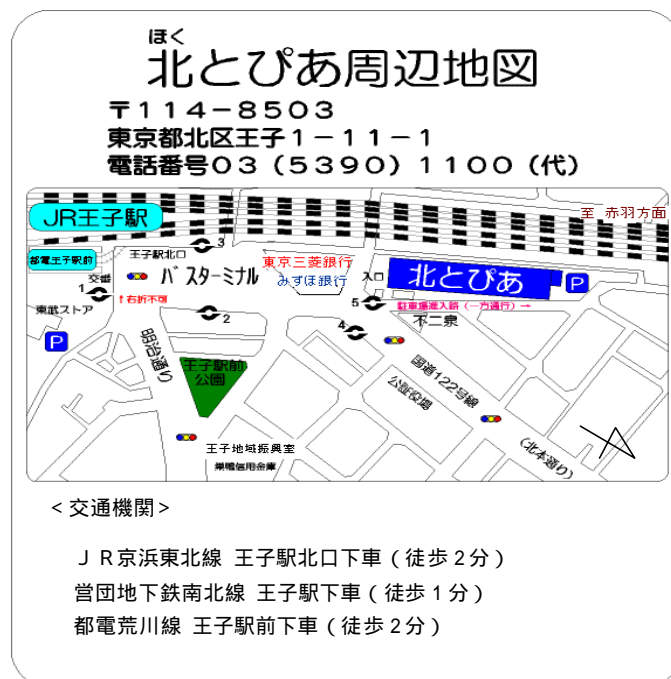 ほく
北とぴあ周辺地図
〒114-8503
東京都北区王子1-11-1
電話番号03（5390）1100（代）
JR王子駅
至 赤羽方面
都電王子駅前
王子駅北口
3
東京三菱銀行
入口
北とぴあ
P
交番
バスターミナル
みずほ銀行
1
↑右折不可
5
駐車場進入路（一方通行）→
東武ストア
2
不二泉
4
P
明治通り
王子駅前
公園
国道122号線
公証役場
王子地域振興室
（北本通り）
巣鴨信用金庫
＜交通機関＞
ＪＲ京浜東北線 王子駅北口下車（徒歩２分）
営団地下鉄南北線 王子駅下車（徒歩１分）
都電荒川線 王子駅前下車（徒歩２分）